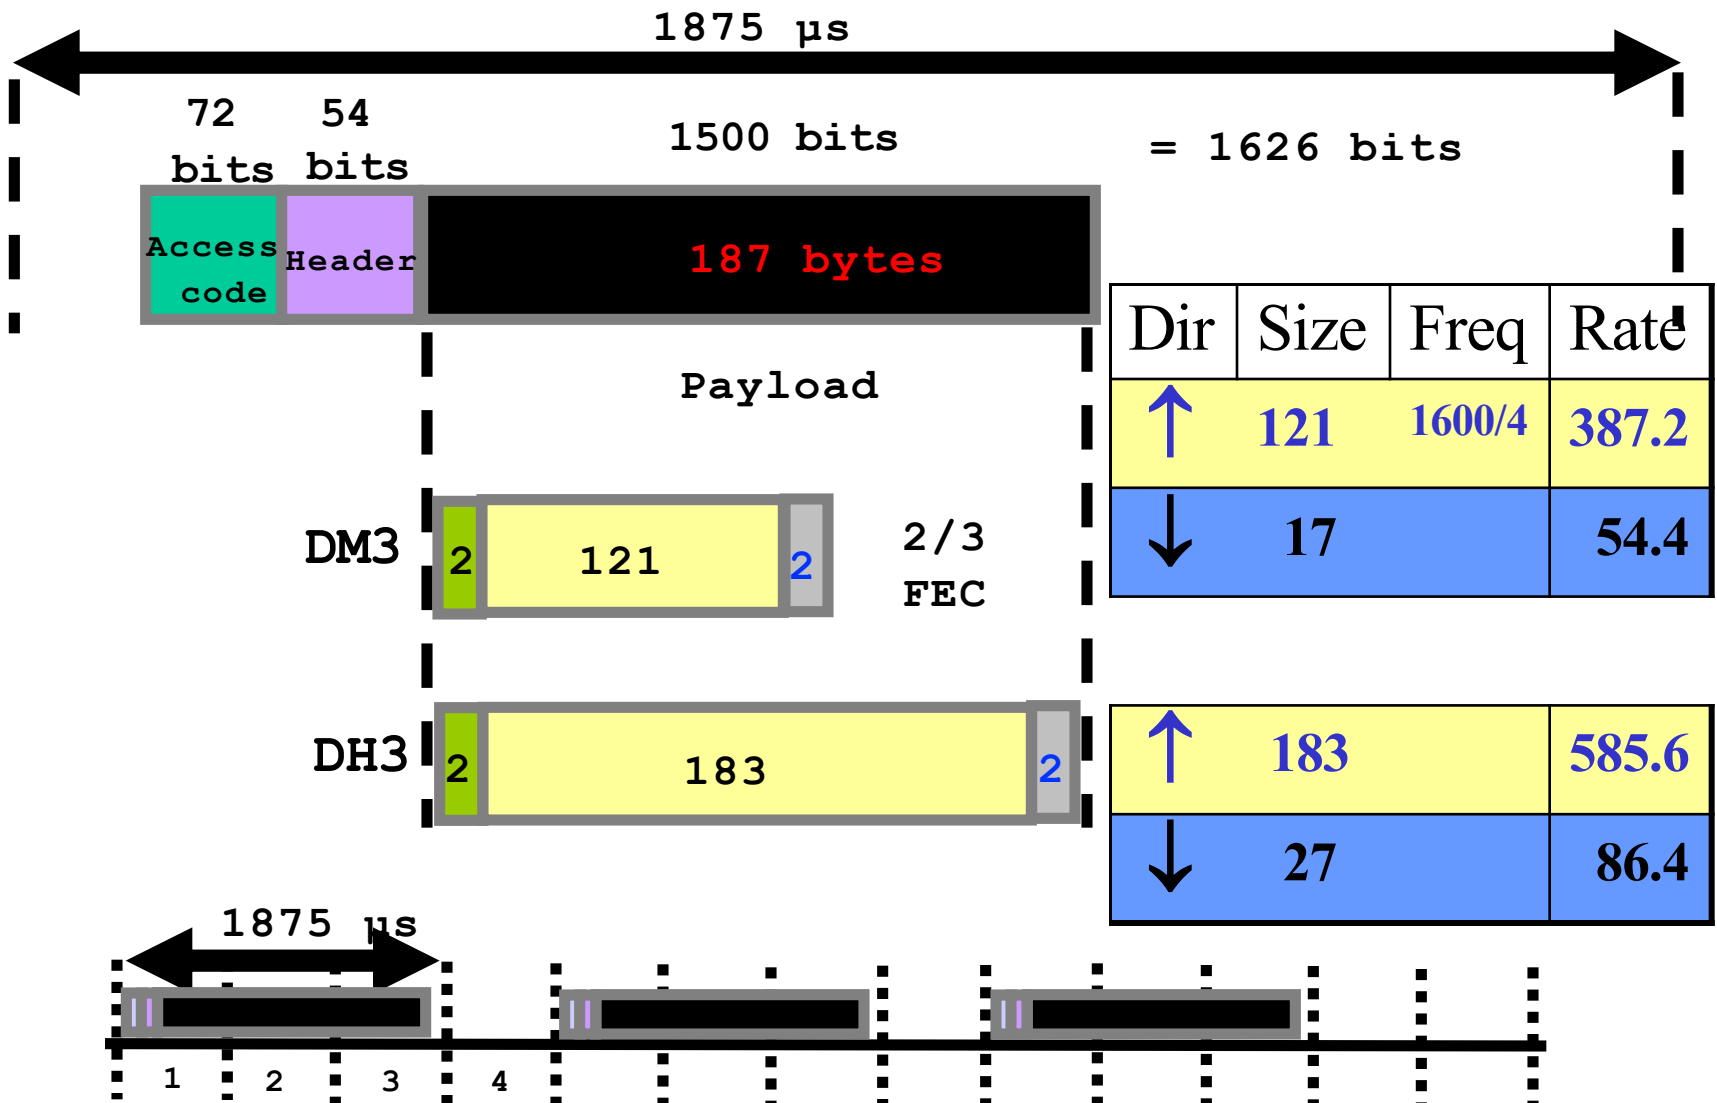 1875 µs
72 bits
54 bits
1500 bits
= 1626 bits
Access code
Header
187 bytes
Payload
Dir Size Freq Rate
↑ 121 1600/4 387.2
↓ 17 54.4
DM3
2 121 2
2/3 FEC
DH3
2 183 2
↑ 183 585.6
↓ 27 86.4
1875 µs
1 2 3 4